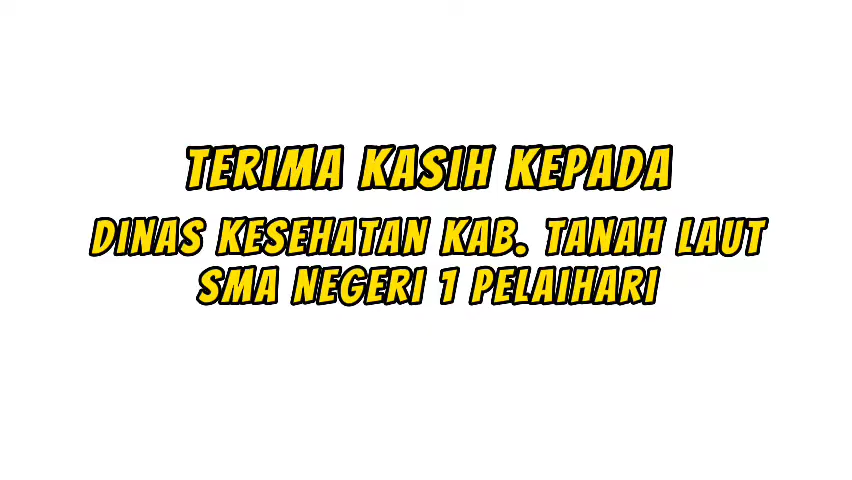 TERIMA KASIH KEPADA
DINAS KESEHATAN KAB. TANAH LAUT
SMA NEGERI 1 PELAIHARI